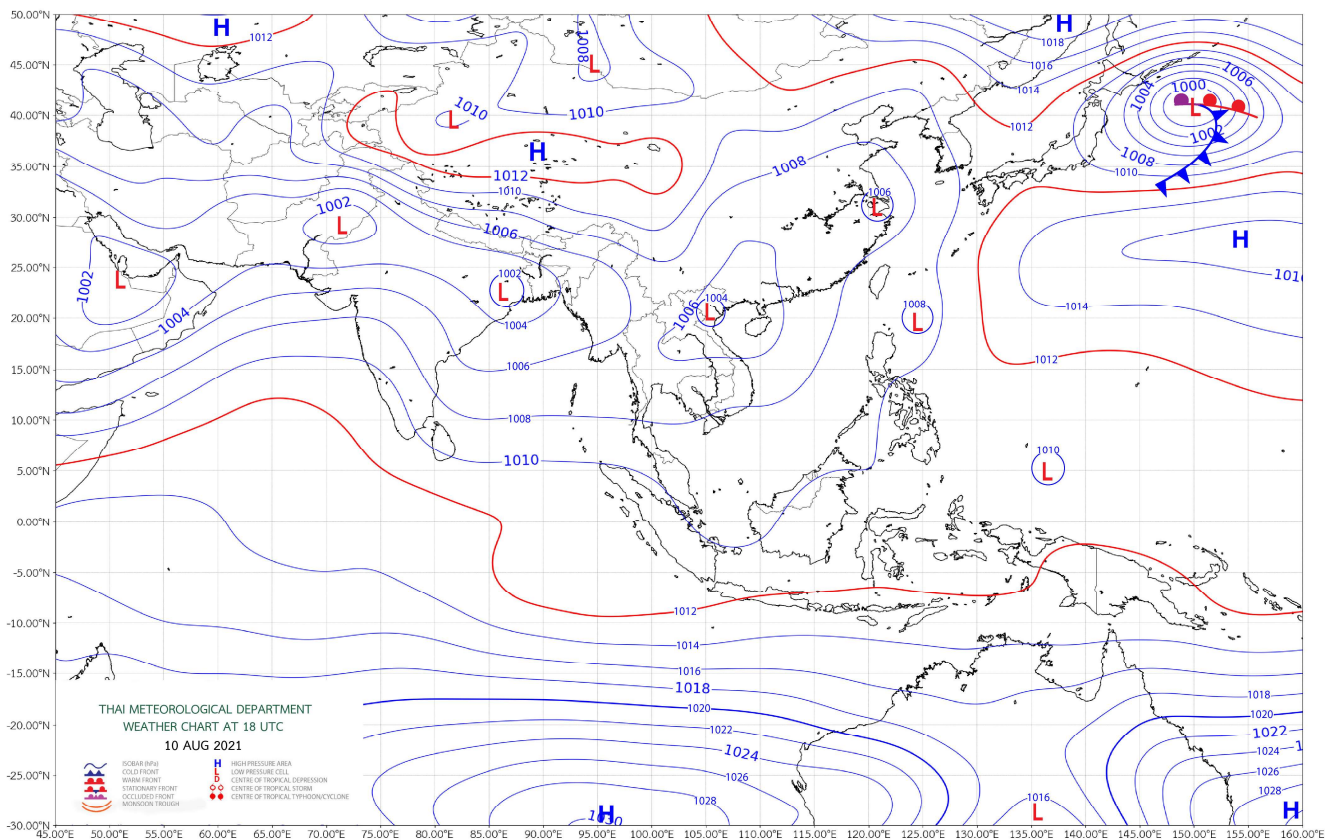 50.00°N
45.00°N
40.00°N
35.00°N
30.00°N
25.00°N
20.00°N
15.00°N
10.00°N
5.00°N
0.00°N
-5.00°N
-10.00°N
-15.00°N
-20.00°N
-25.00°N
-30.00°N
H
1012
1008
L
H
1018
1016
1014
1012
1010
L
1010
1004
1000
1006
L
1002
1008
1010
H
1012
1010
1008
1006
L
1002
L
1006
H
1010
1014
1012
1002
L
1004
1002
L
1004
1006
1008
1010
1006
1004
L
1008
L
1010
L
1012
1014
1016
1018
1020
1022
1024
1026
1028
1030
H
1018
1020
1022
1024
1026
1028
H
1016
L
THAI METEOROLOGICAL DEPARTMENT
WEATHER CHART AT 18 UTC
10 AUG 2021
ISOBAR (hPa)
COLD FRONT
WARM FRONT
STATIONARY FRONT
OCCLUDED FRONT
MONSOON TROUGH
H HIGH PRESSURE AREA
L LOW PRESSURE CELL
D CENTRE OF TROPICAL DEPRESSION
CENTRE OF TROPICAL STORM
CENTRE OF TROPICAL TYPHOON/CYCLONE
45.00°E 50.00°E 55.00°E 60.00°E 65.00°E 70.00°E 75.00°E 80.00°E 85.00°E 90.00°E 95.00°E 100.00°E 105.00°E 110.00°E 115.00°E 120.00°E 125.00°E 130.00°E 135.00°E 140.00°E 145.00°E 150.00°E 155.00°E 160.00°E